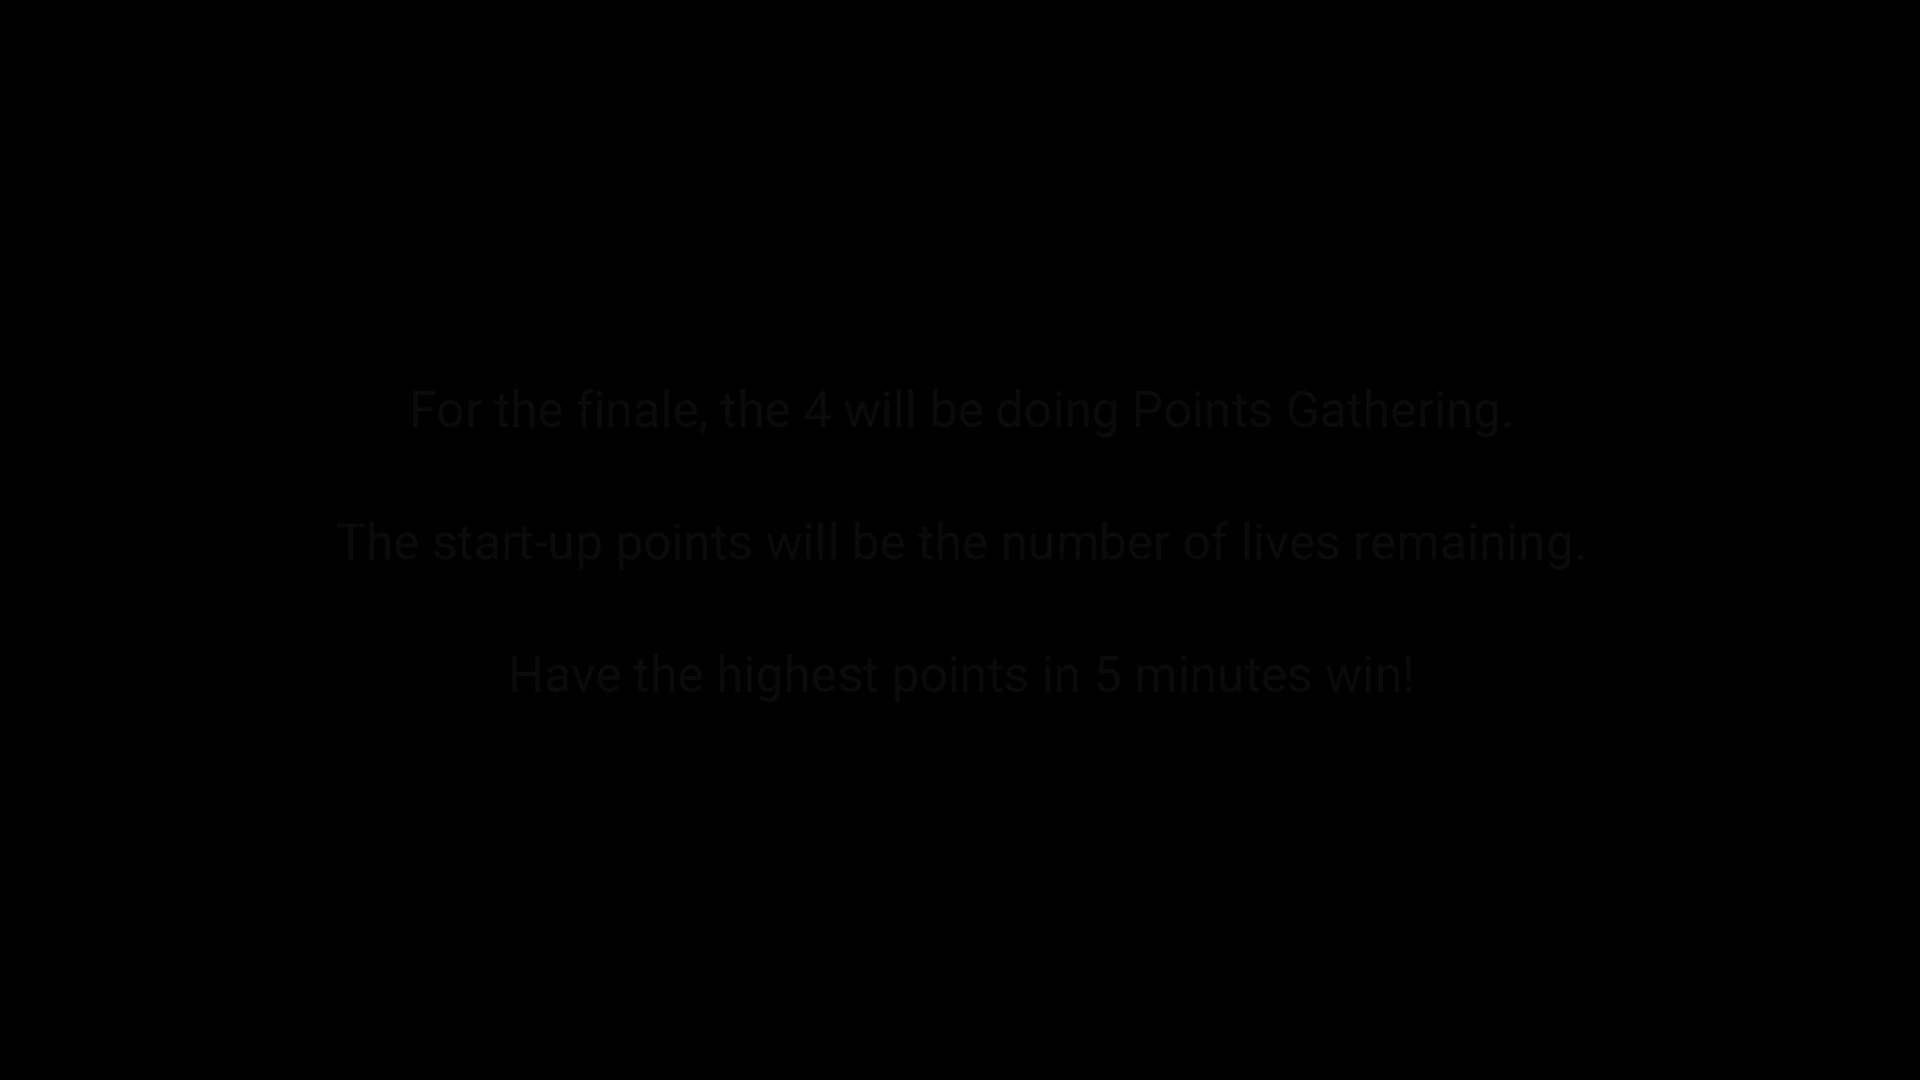 For the finale, the 4 will be doing Points Gathering.
The start-up points will be the number of lives remaining.
Have the highest points in 5 minutes win!